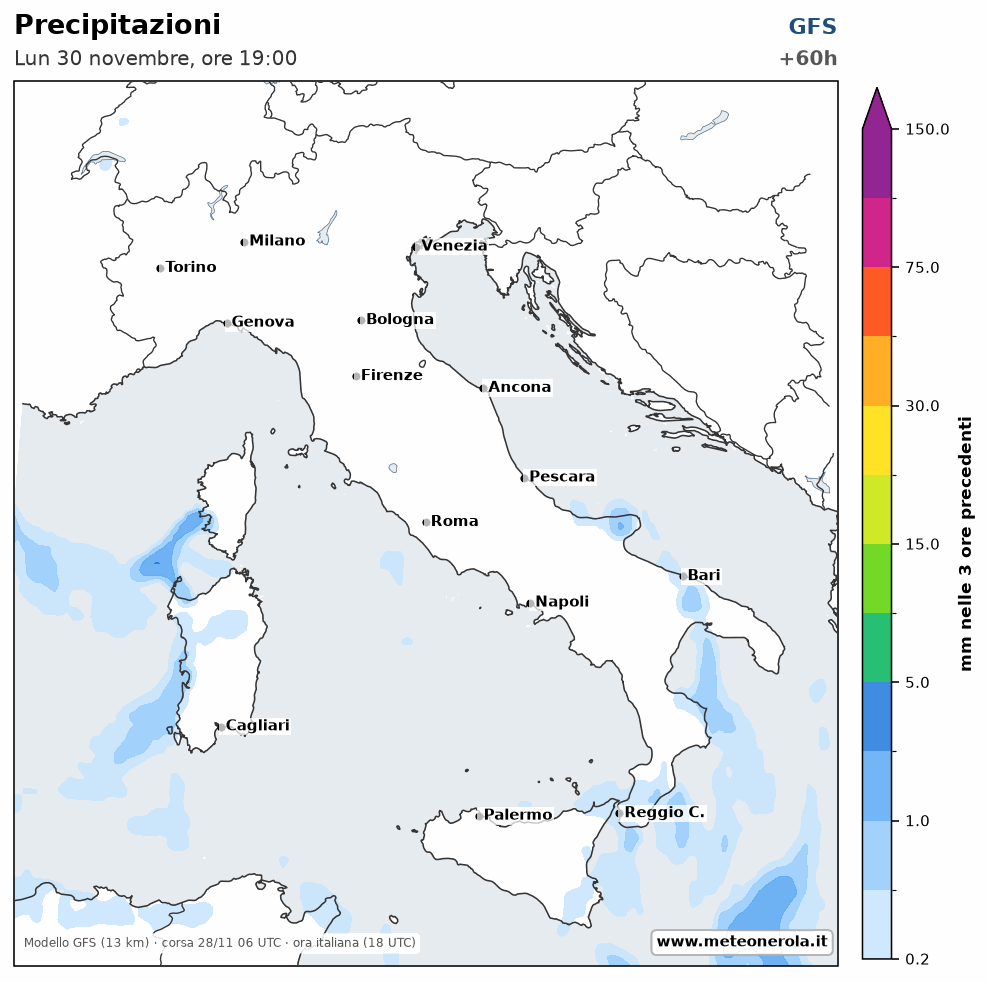 Precipitazioni
GFS
Lun 30 novembre, ore 19:00
+60h
150.0
75.0
30.0
15.0
5.0
1.0
0.2
mm nelle 3 ore precedenti
Milano
Venezia
Torino
Genova
Bologna
Firenze
Ancona
Pescara
Roma
Bari
Napoli
Cagliari
Palermo
Reggio C.
Modello GFS (13 km) · corsa 28/11 06 UTC · ora italiana (18 UTC)
www.meteonerola.it